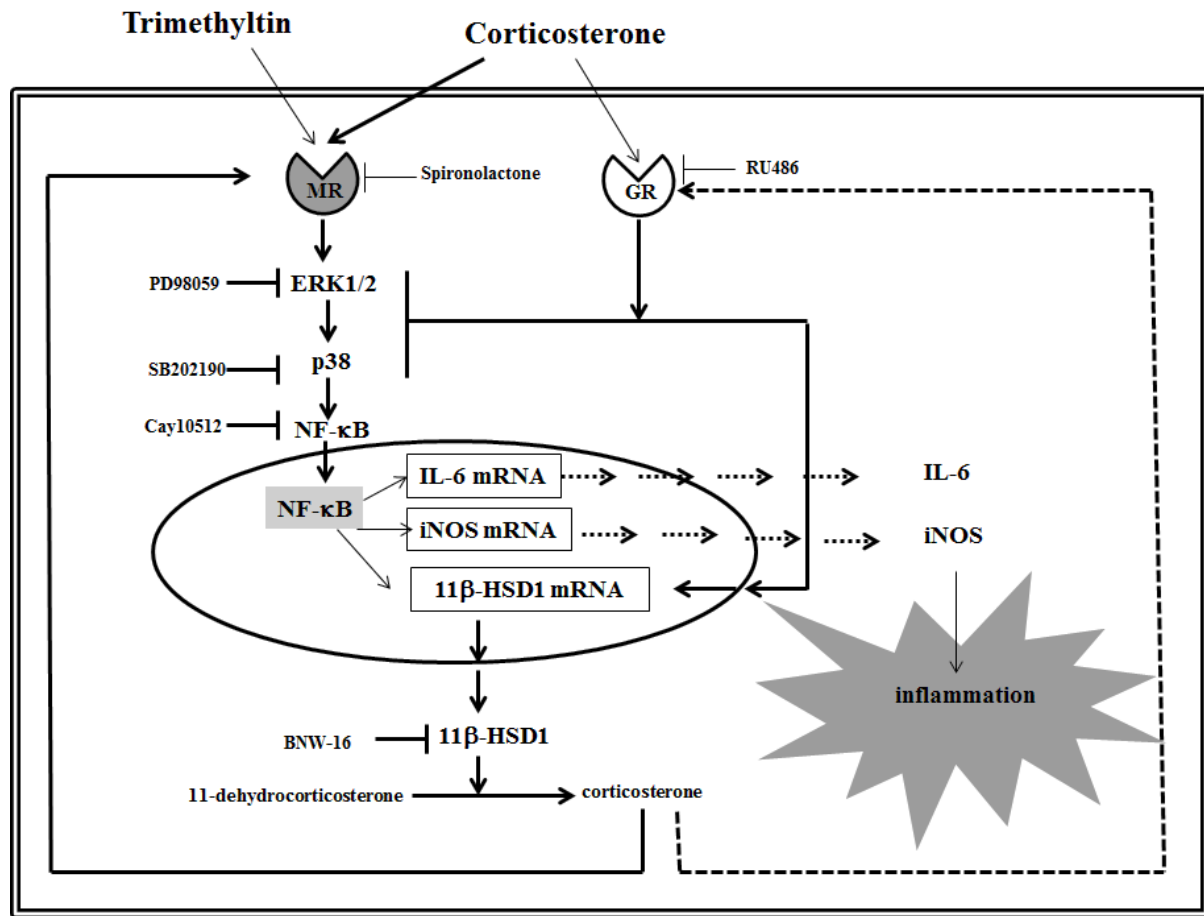 Trimethyltin
Corticosterone
MR
Spironolactone
GR
RU486
PD98059
ERK1/2
SB202190
p38
Cay10512
NF-κB
NF-κB
IL-6 mRNA
IL-6
iNOS mRNA
iNOS
11β-HSD1 mRNA
inflammation
BNW-16
11β-HSD1
11-dehydrocorticosterone
corticosterone